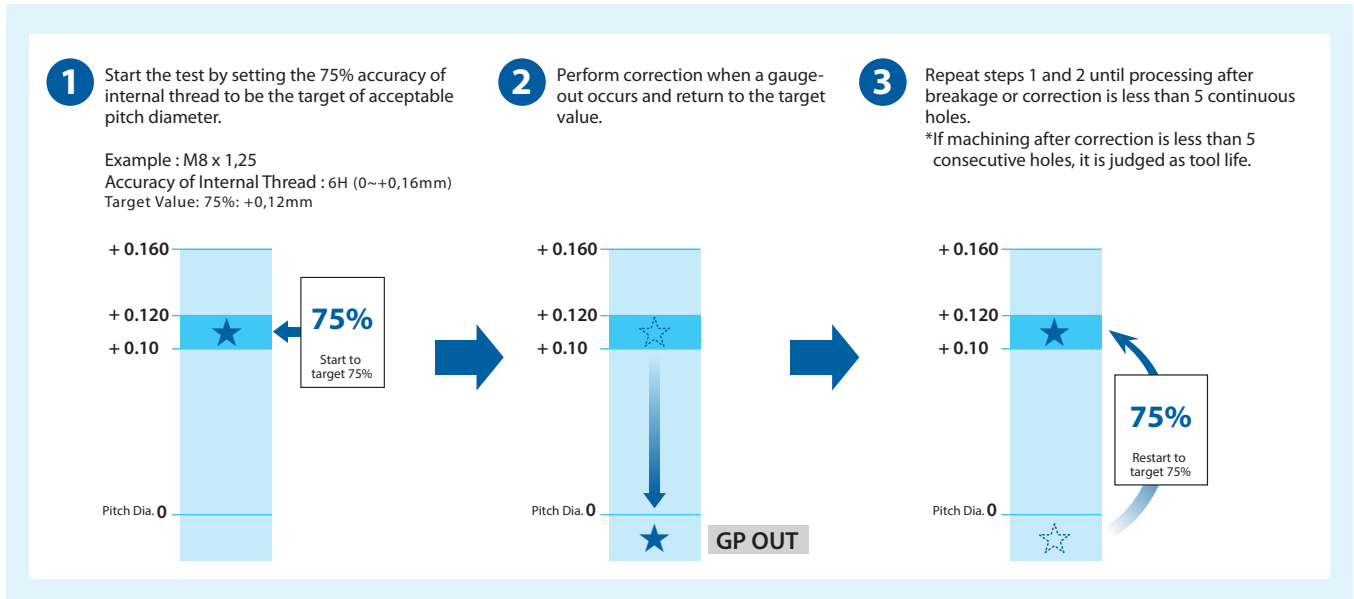 1
Start the test by setting the 75% accuracy of
internal thread to be the target of acceptable
pitch diameter.
Example : M8 x 1,25
Accuracy of Internal Thread : 6H (0~+0,16mm)
Target Value: 75%: +0,12mm
+ 0.160
+ 0.120
+ 0.10
Pitch Dia. 0
75%
Start to
target 75%
2
Perform correction when a gauge-
out occurs and return to the target
value.
+ 0.160
+ 0.120
+ 0.10
Pitch Dia. 0
GP OUT
3
Repeat steps 1 and 2 until processing after
breakage or correction is less than 5 continuous
holes.
*If machining after correction is less than 5
consecutive holes, it is judged as tool life.
+ 0.160
+ 0.120
+ 0.10
Pitch Dia. 0
75%
Restart to
target 75%